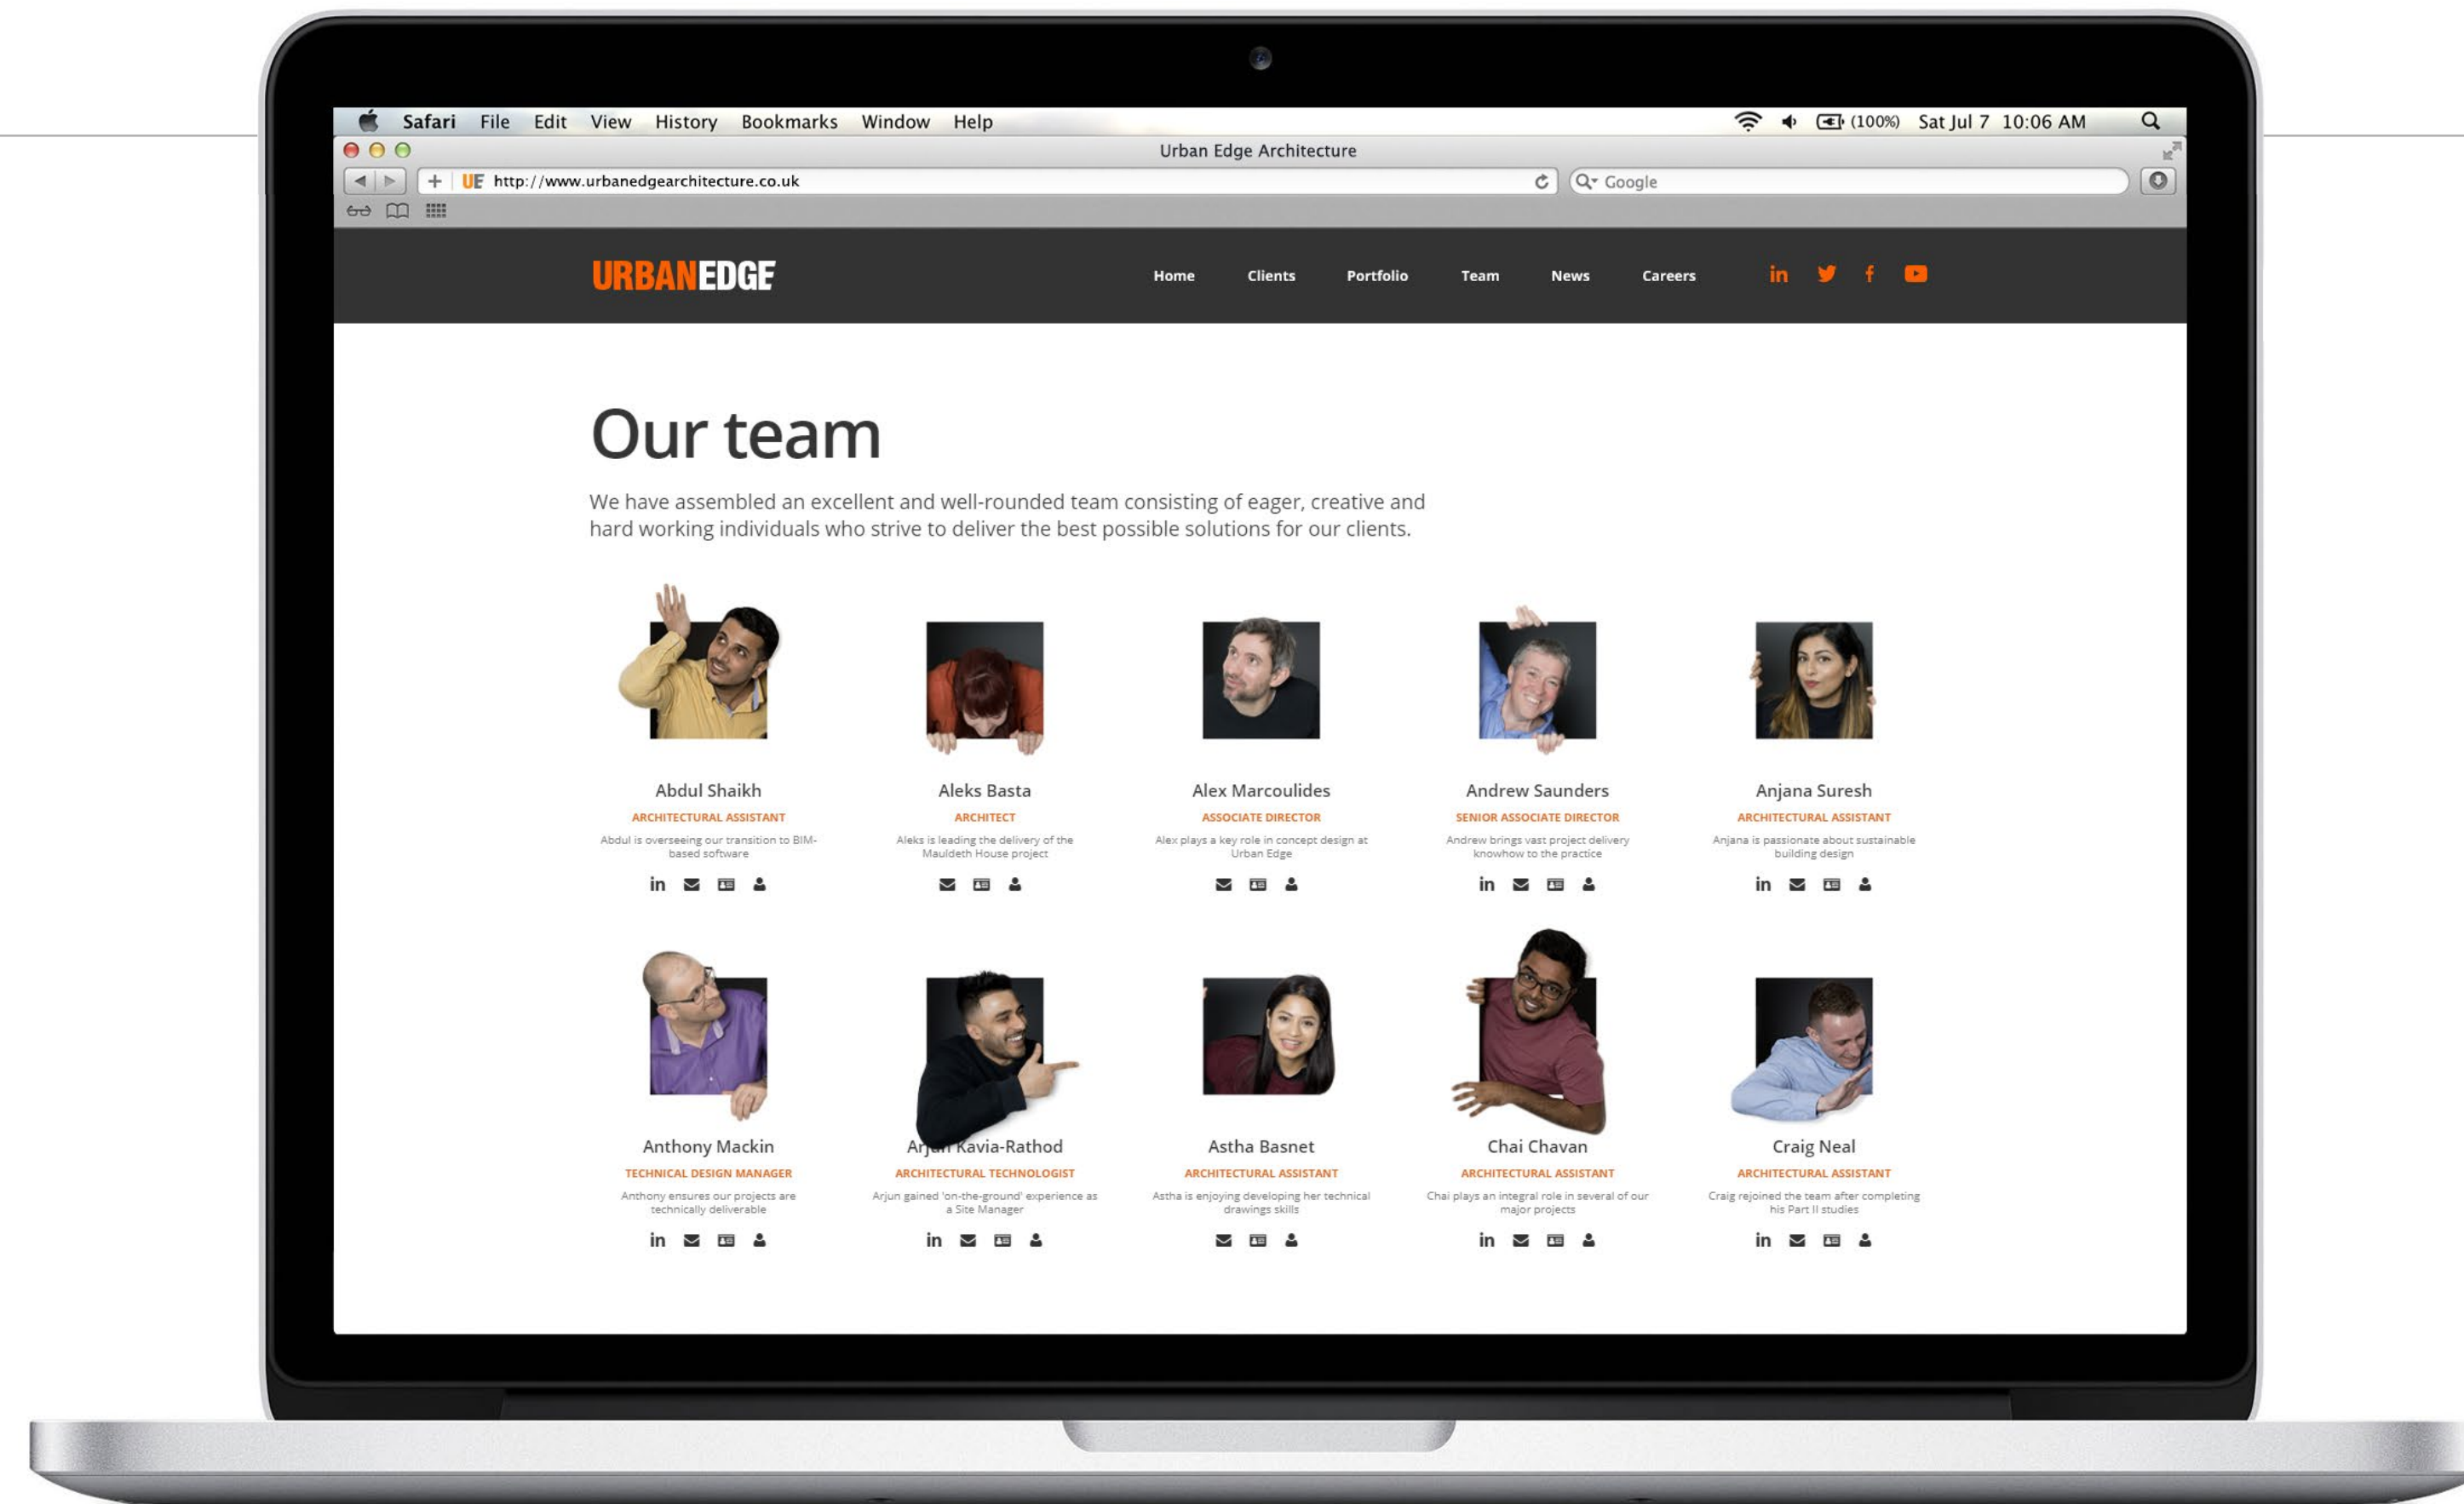 Safari File Edit View History Bookmarks Window Help (100%) Sat Jul 7 10:06 AM
Urban Edge Architecture
UE http://www.urbanedgearchitecture.co.uk Google
URBANEDGE Home Clients Portfolio Team News Careers in f
Our team
We have assembled an excellent and well-rounded team consisting of eager, creative and
hard working individuals who strive to deliver the best possible solutions for our clients.
Abdul Shaikh
ARCHITECTURAL ASSISTANT
Abdul is overseeing our transition to BIM-
based software
in
Aleks Basta
ARCHITECT
Aleks is leading the delivery of the
Mauldeth House project
Alex Marcoulides
ASSOCIATE DIRECTOR
Alex plays a key role in concept design at
Urban Edge
Andrew Saunders
SENIOR ASSOCIATE DIRECTOR
Andrew brings vast project delivery
knowhow to the practice
in
Anjana Suresh
ARCHITECTURAL ASSISTANT
Anjana is passionate about sustainable
building design
in
Anthony Mackin
TECHNICAL DESIGN MANAGER
Anthony ensures our projects are
technically deliverable
in
Arjun Kavia-Rathod
ARCHITECTURAL TECHNOLOGIST
Arjun gained 'on-the-ground' experience as
a Site Manager
in
Astha Basnet
ARCHITECTURAL ASSISTANT
Astha is enjoying developing her technical
drawings skills
Chai Chavan
ARCHITECTURAL ASSISTANT
Chai plays an integral role in several of our
major projects
in
Craig Neal
ARCHITECTURAL ASSISTANT
Craig rejoined the team after completing
his Part II studies
in